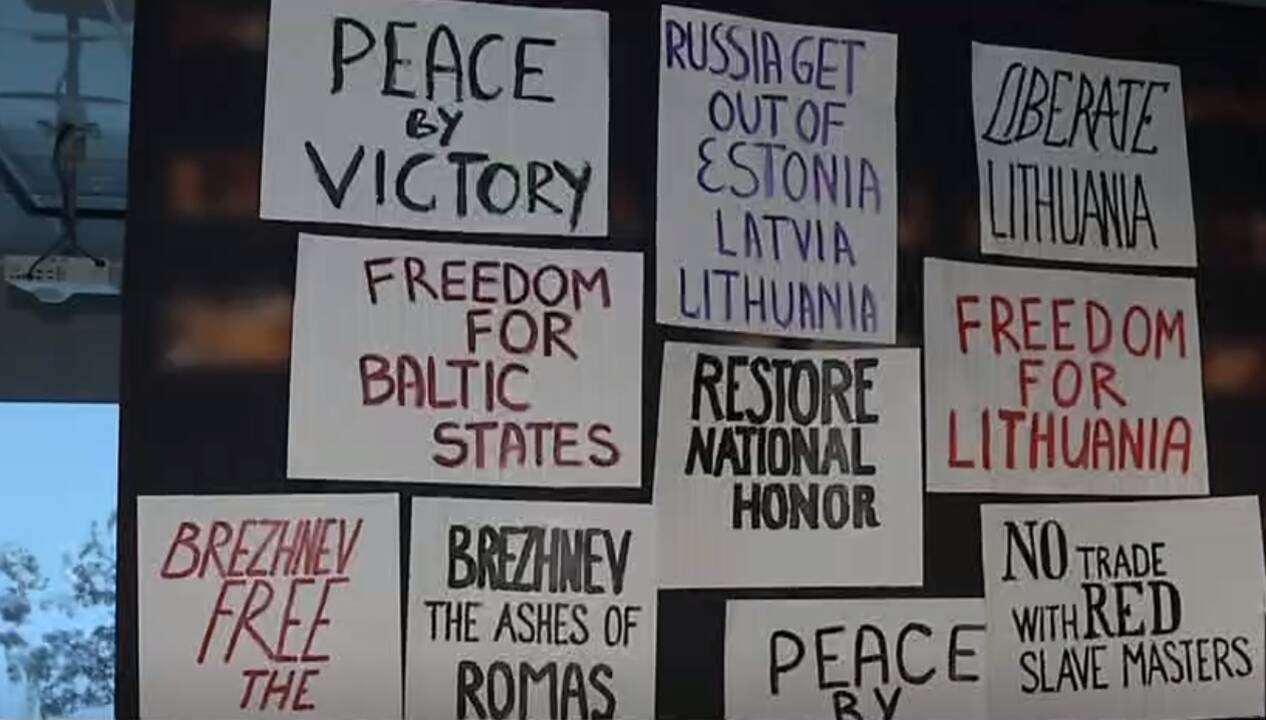 PEACE
BY
VICTORY
RUSSIA GET
OUT OF
ESTONIA
LATVIA
LITHUANIA
LIBERATE
LITHUANIA
FREEDOM
FOR
BALTIC
STATES
RESTORE
NATIONAL
HONOR
FREEDOM
FOR
LITHUANIA
BREZHNEV
FREE
THE
BREZHNEV
THE ASHES OF
ROMAS
PEACE
BY
NO TRADE
WITH RED
SLAVE MASTERS